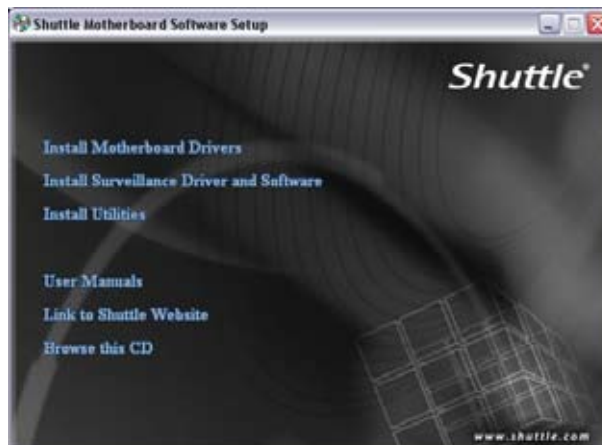 Shuttle Motherboard Software Setup
Shuttle®
Install Motherboard Drivers
Install Surveillance Driver and Software
Install Utilities
User Manuals
Link to Shuttle Website
Browse this CD
www.shuttle.com